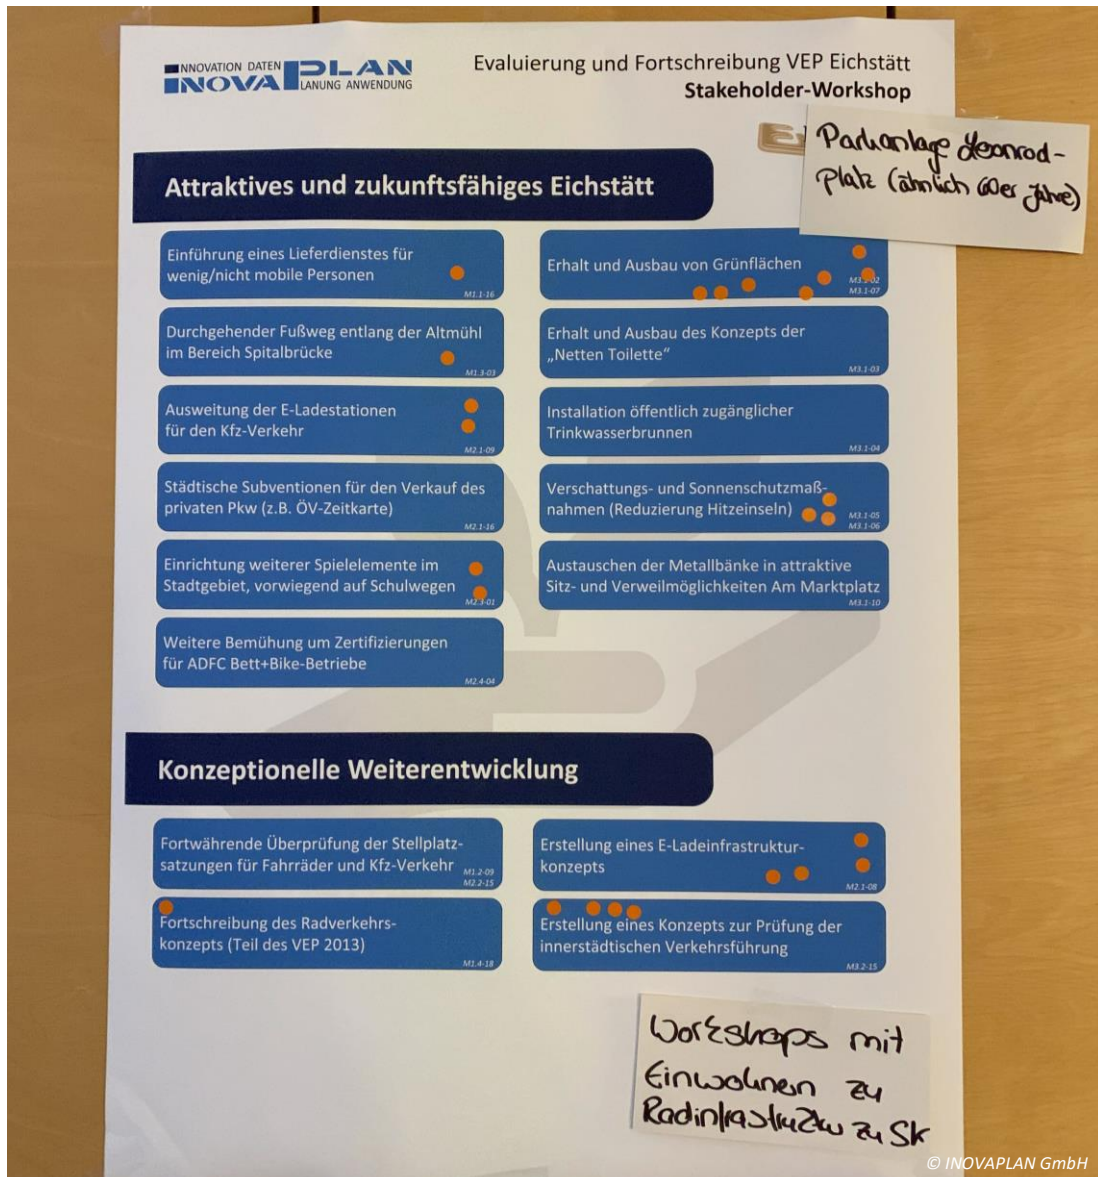 INNOVATION DATEN PLAN
INOVA PLANUNG ANWENDUNG
Evaluierung und Fortschreibung VEP Eichstätt
Stakeholder-Workshop
Parkanlage Leonrod-
platz (ähnlich 60er Jahre)
Attraktives und zukunftsfähiges Eichstätt
Einführung eines Lieferdienstes für
wenig/nicht mobile Personen
M1.1-16
Durchgehender Fußweg entlang der Altmühl
im Bereich Spitalbrücke
M1.3-03
Ausweitung der E-Ladestationen
für den Kfz-Verkehr
M2.1-09
Städtische Subventionen für den Verkauf des
privaten Pkw (z.B. ÖV-Zeitkarte)
M2.1-16
Einrichtung weiterer Spielelemente im
Stadtgebiet, vorwiegend auf Schulwegen
M2.3-01
Weitere Bemühung um Zertifizierungen
für ADFC Bett+Bike-Betriebe
M2.4-04
Erhalt und Ausbau von Grünflächen
M3.1-02
M3.1-07
Erhalt und Ausbau des Konzepts der
„Netten Toilette“
M3.1-03
Installation öffentlich zugänglicher
Trinkwasserbrunnen
M3.1-04
Verschattungs- und Sonnenschutzmaß-
nahmen (Reduzierung Hitzeinseln)
M3.1-05
M3.1-06
Austauschen der Metallbänke in attraktive
Sitz- und Verweilmöglichkeiten Am Marktplatz
M3.1-10
Konzeptionelle Weiterentwicklung
Fortwährende Überprüfung der Stellplatz-
satzungen für Fahrräder und Kfz-Verkehr
M1.2-09
M2.2-15
Fortschreibung des Radverkehrs-
konzepts (Teil des VEP 2013)
M1.4-18
Erstellung eines E-Ladeinfrastruktur-
konzepts
M2.1-08
Erstellung eines Konzepts zur Prüfung der
innerstädtischen Verkehrsführung
M3.2-15
Workshops mit
Einwohnern zu
Radinfrastruktur zu SK
© INOVAPLAN GmbH